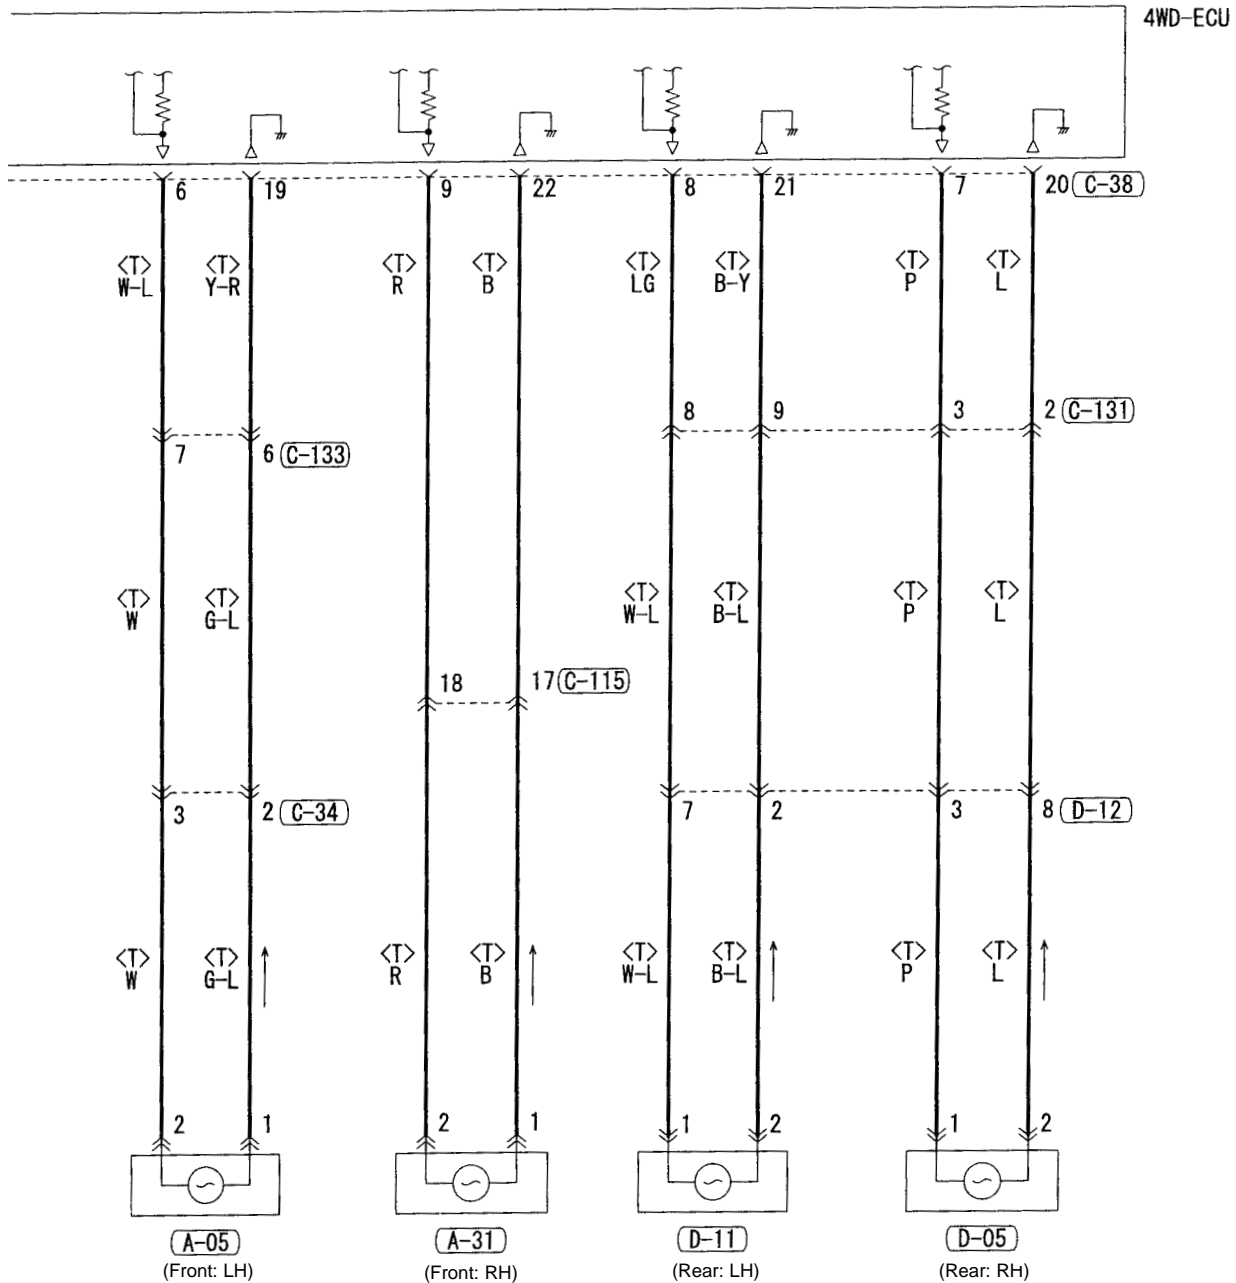 4WD-ECU
6 19 9 22 8 21 7 20 C-38
<T> <T> <T> <T> <T> <T> <T> <T>
W-L Y-R R B LG B-Y P L
8 9 3 2 C-131
7 6 C-133
<T> <T> <T> <T> <T> <T>
W G-L W-L B-L P L
18 17 C-115
3 2 C-34 7 2 3 8 D-12
<T> <T> <T> <T> <T> <T> <T> <T>
W G-L R B W-L B-L P L
2 1 2 1 1 2 1 2
A-05 A-31 D-11 D-05
(Front: LH) (Front: RH) (Rear: LH) (Rear: RH)